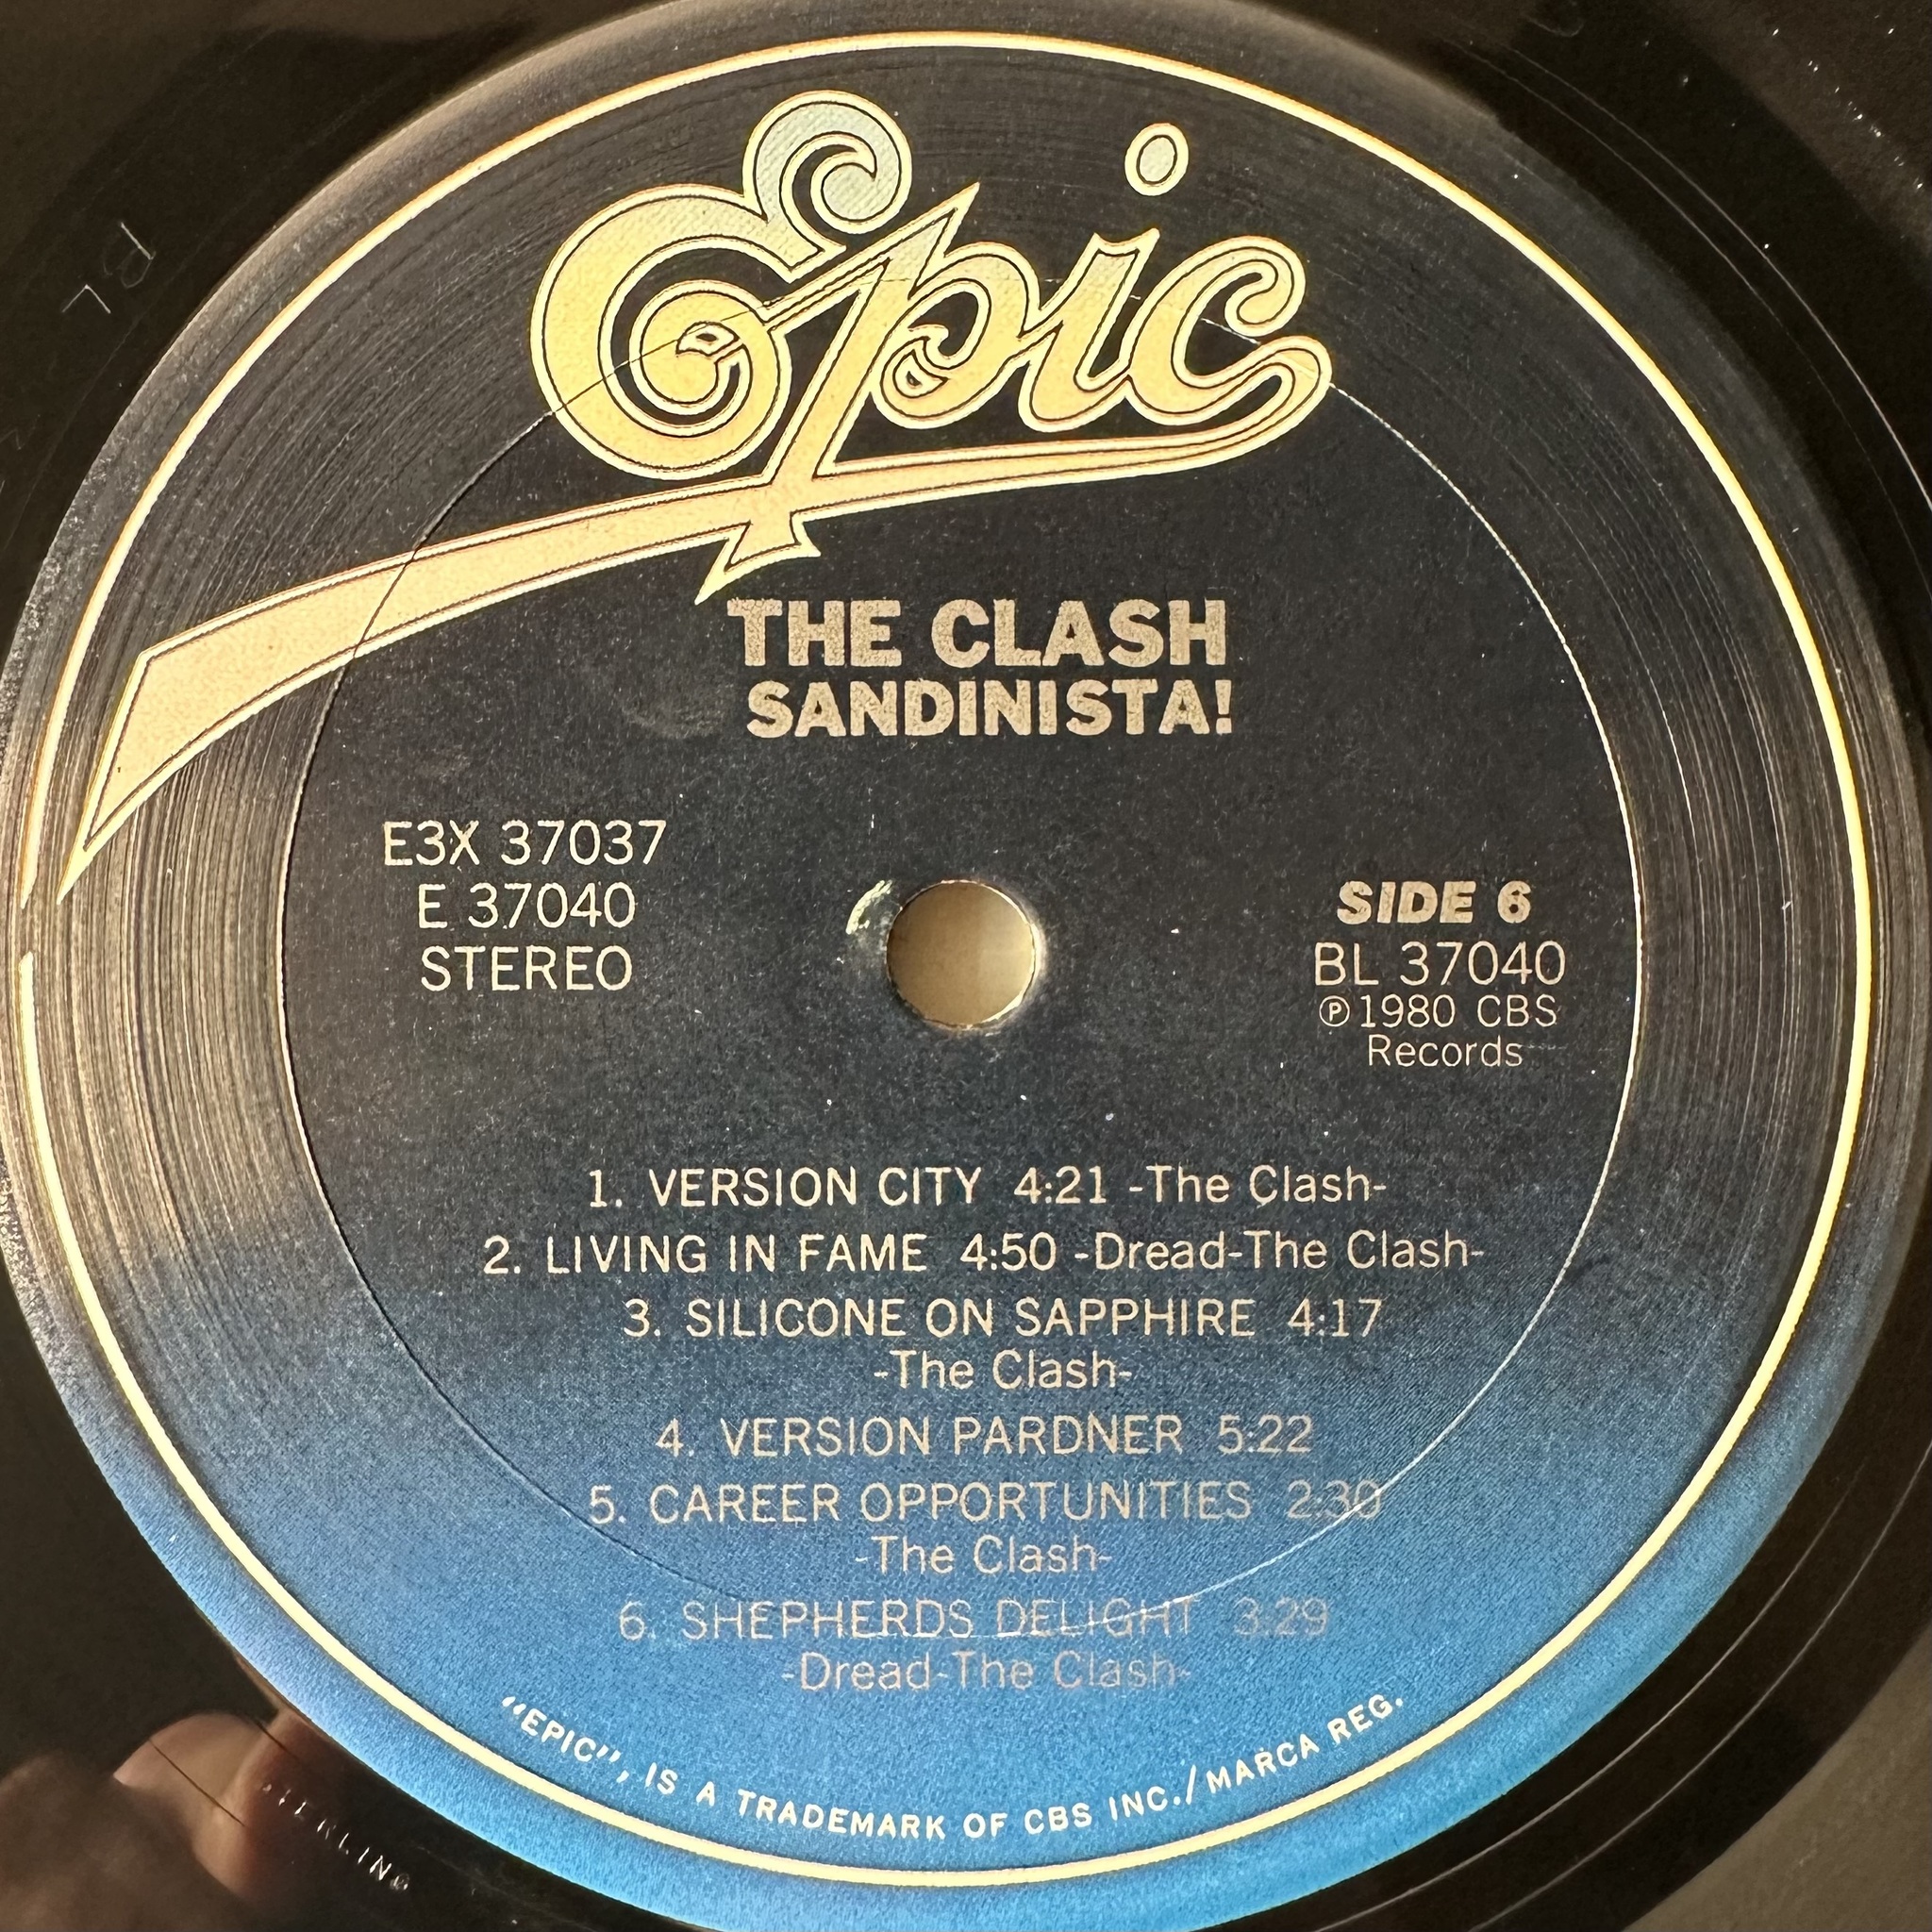 Epic
THE CLASH
SANDINISTA!
E3X 37037
E 37040
STEREO
SIDE 6
BL 37040
℗1980 CBS
Records
1. VERSION CITY 4:21 -The Clash-
2. LIVING IN FAME 4:50 -Dread-The Clash-
3. SILICONE ON SAPPHIRE 4:17
-The Clash-
4. VERSION PARDNER 5:22
5. CAREER OPPORTUNITIES 2:30
-The Clash-
6. SHEPHERDS DELIGHT 3:29
-Dread-The Clash-
"EPIC", IS A TRADEMARK OF CBS INC./MARCA REG.
STERLING
BL